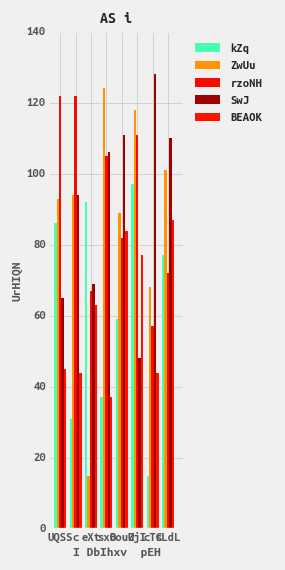 AS i
140
120
100
80
60
40
20
0
UrHIQN
kZq
ZwUu
rzoNH
SwJ
BEAOK
I DbIhxv pEH